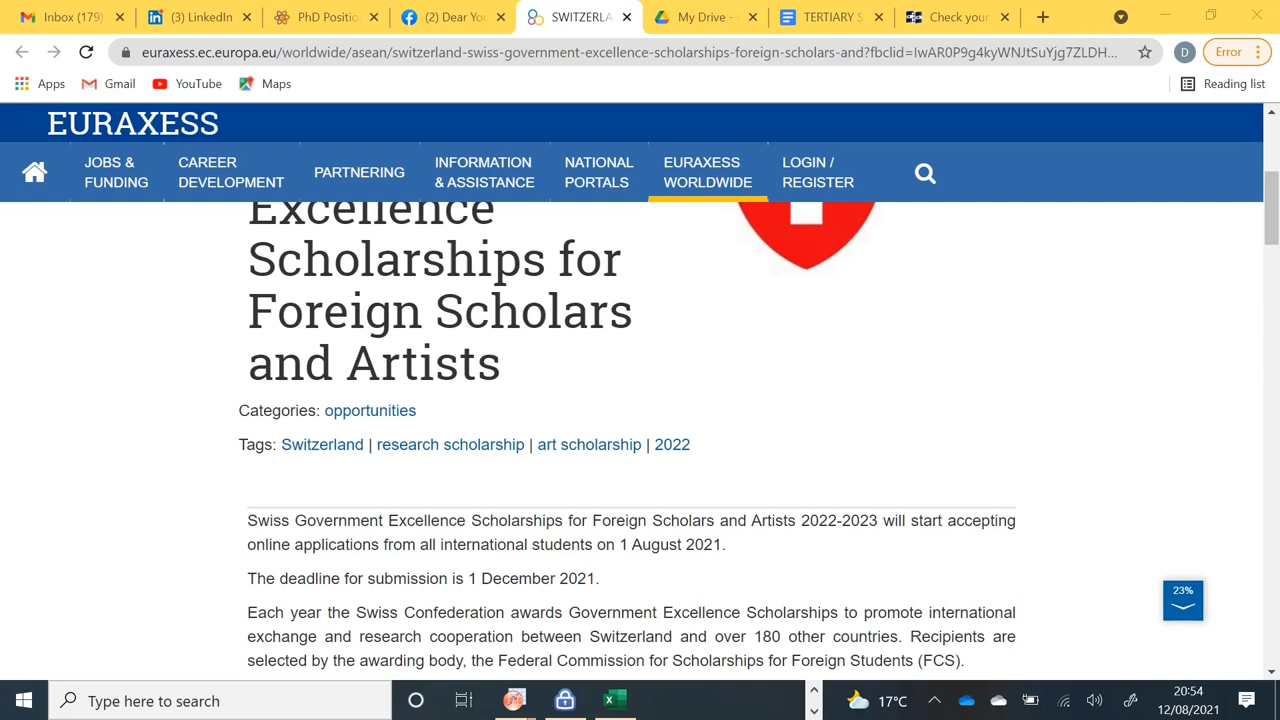 Inbox (179)
(3) LinkedIn
PhD Positio
(2) Dear You
SWITZERLA
My Drive -
TERTIARY S
Check your
euraxess.ec.europa.eu/worldwide/asean/switzerland-swiss-government-excellence-scholarships-foreign-scholars-and?fbclid=IwAR0P9g4kyWNJtSuYjg7ZLDH...
D
Error
Apps
Gmail
YouTube
Maps
Reading list
EURAXESS
JOBS &
FUNDING
CAREER
DEVELOPMENT
PARTNERING
INFORMATION
& ASSISTANCE
NATIONAL
PORTALS
EURAXESS
WORLDWIDE
LOGIN /
REGISTER
Excellence
Scholarships for
Foreign Scholars
and Artists
Categories: opportunities
Tags: Switzerland | research scholarship | art scholarship | 2022
Swiss Government Excellence Scholarships for Foreign Scholars and Artists 2022-2023 will start accepting
online applications from all international students on 1 August 2021.
The deadline for submission is 1 December 2021.
Each year the Swiss Confederation awards Government Excellence Scholarships to promote international
exchange and research cooperation between Switzerland and over 180 other countries. Recipients are
selected by the awarding body, the Federal Commission for Scholarships for Foreign Students (FCS).
23%
Type here to search
17°C
20:54
12/08/2021